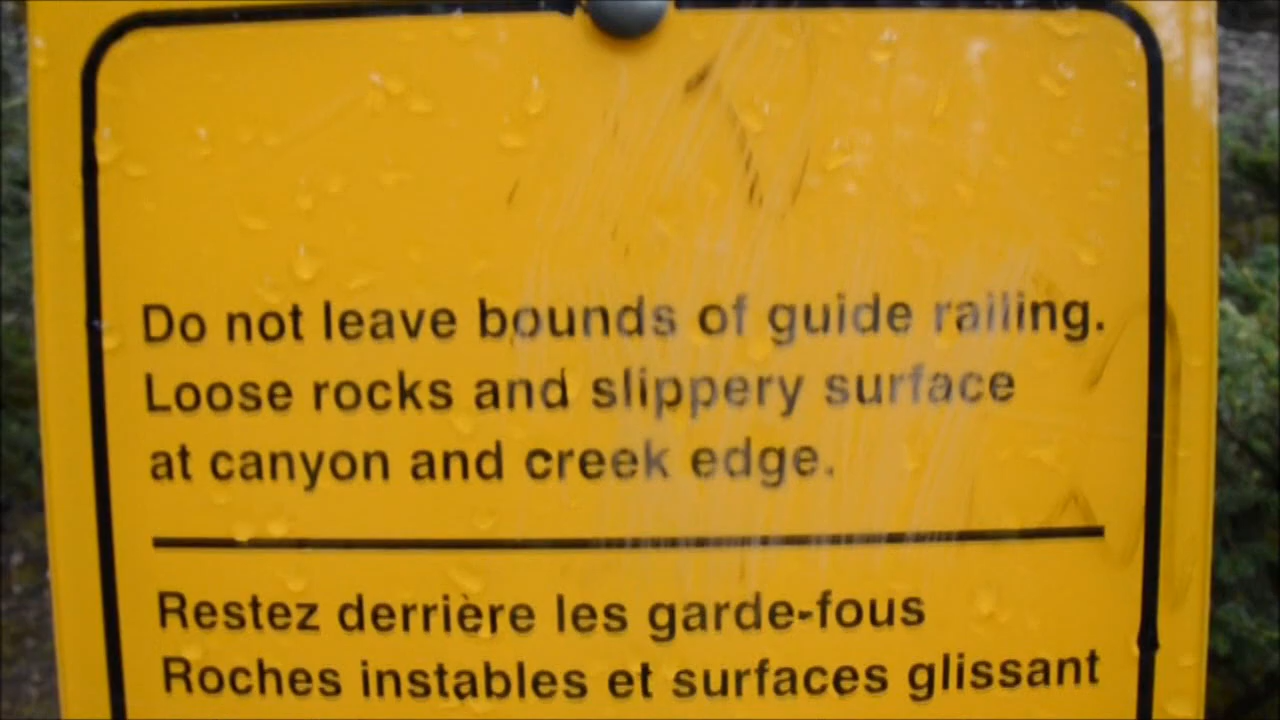 Do not leave bounds of guide railing.
Loose rocks and slippery surface
at canyon and creek edge.
Restez derrière les garde-fous
Roches instables et surfaces glissant